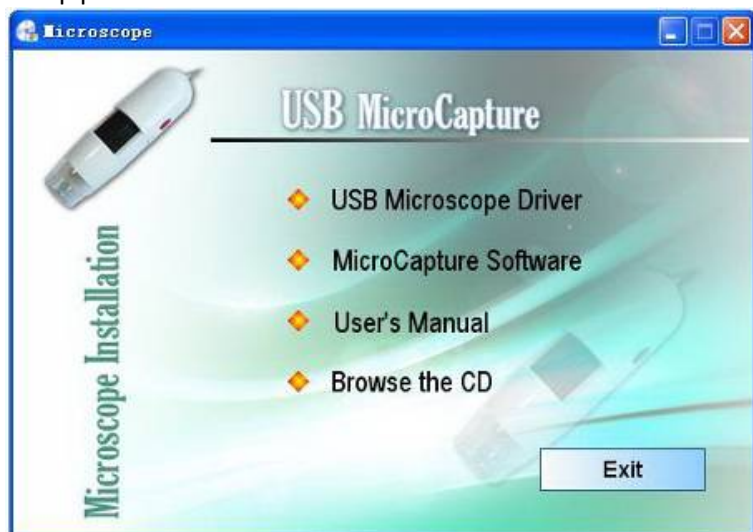 Microscope
USB MicroCapture
USB Microscope Driver
MicroCapture Software
User's Manual
Browse the CD
Exit
Microscope Installation